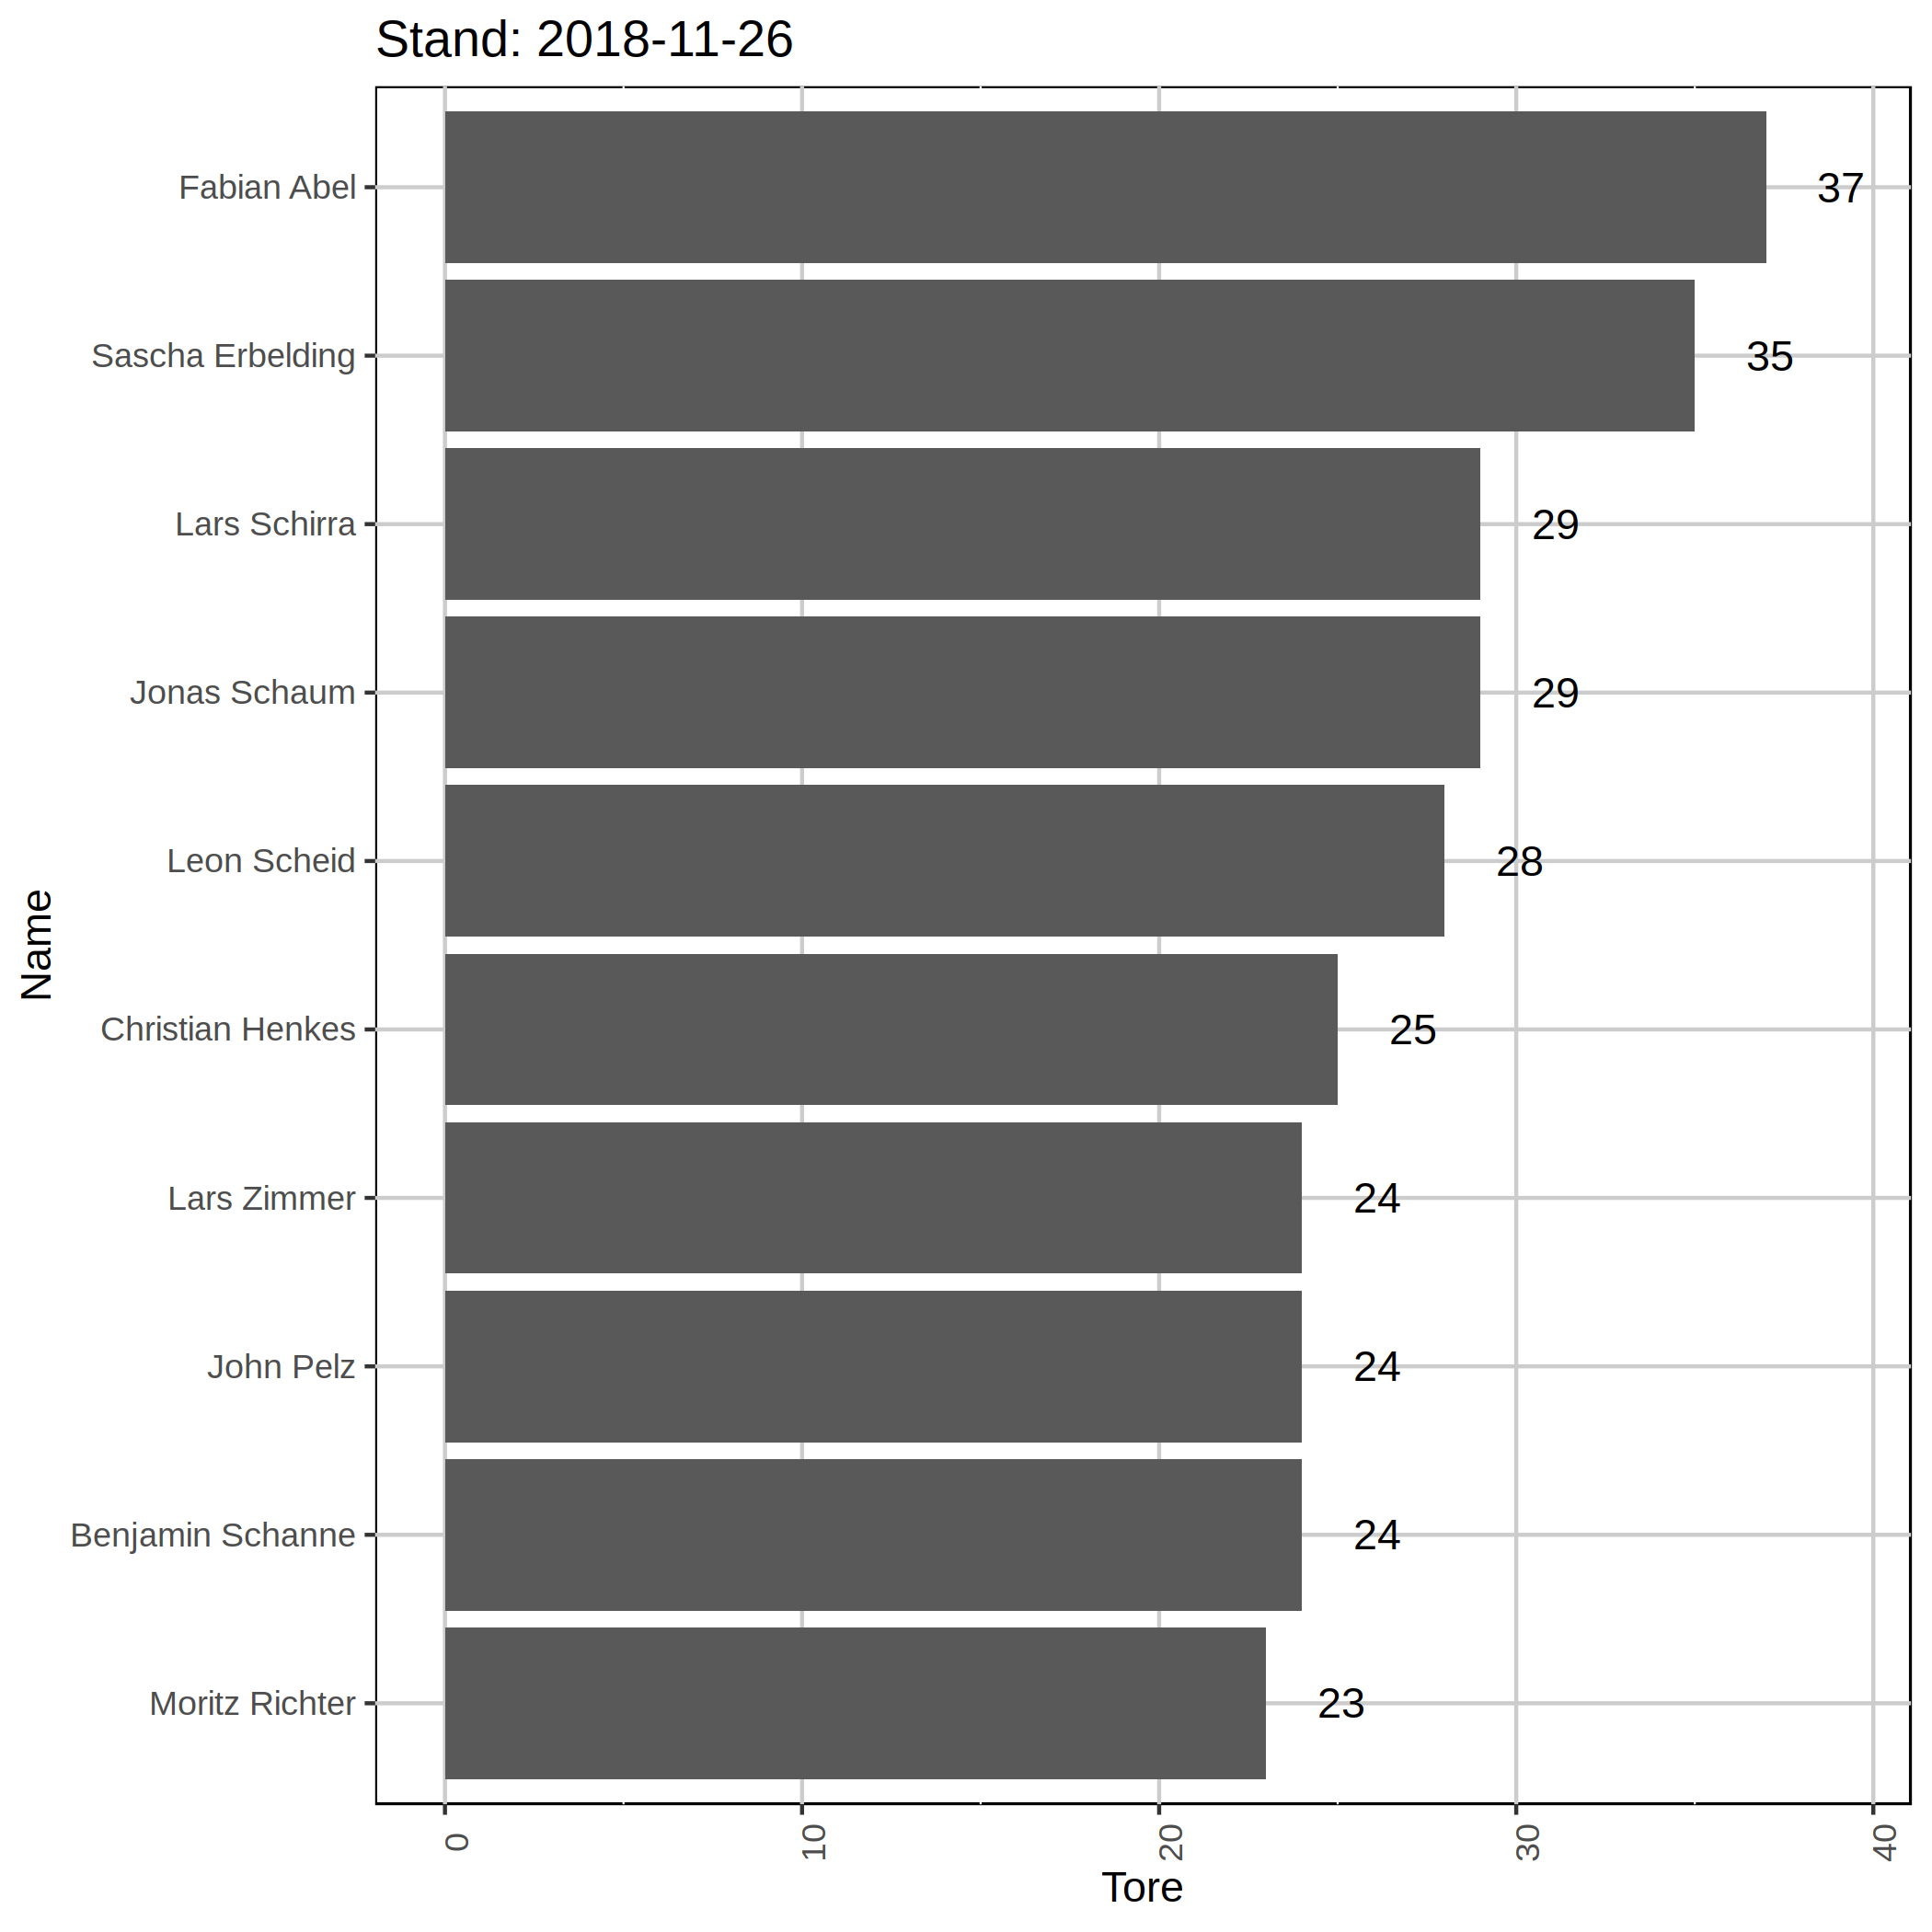 Stand: 2018-11-26
Fabian Abel 37
Sascha Erbelding 35
Lars Schirra 29
Jonas Schaum 29
Leon Scheid 28
Christian Henkes 25
Lars Zimmer 24
John Pelz 24
Benjamin Schanne 24
Moritz Richter 23
Name
0 10 20 30 40
Tore